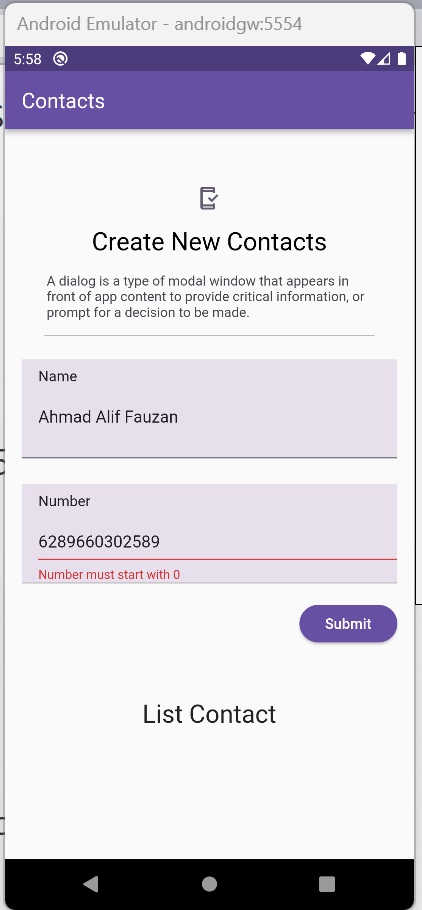 Android Emulator - androidgw:5554
5:58
Contacts
Create New Contacts
A dialog is a type of modal window that appears in
front of app content to provide critical information, or
prompt for a decision to be made.
Name
Ahmad Alif Fauzan
Number
6289660302589
Number must start with 0
Submit
List Contact